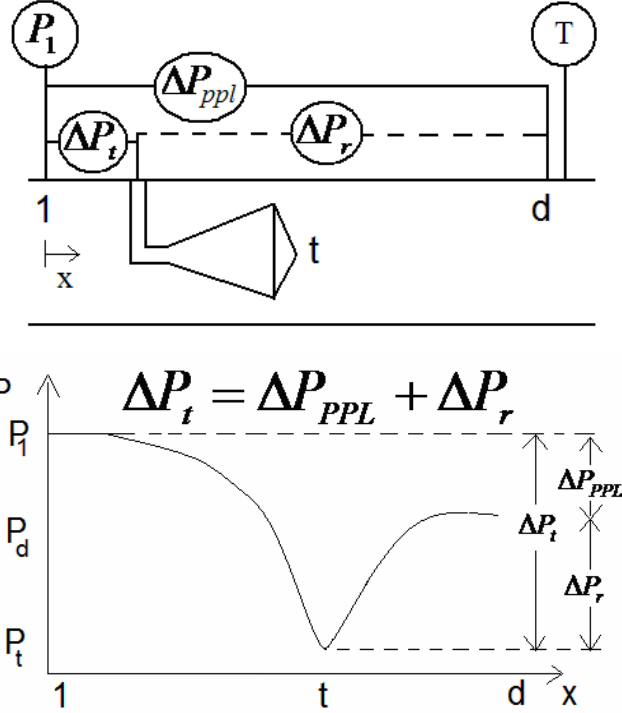 P₁
T
ΔPppl
ΔPt
ΔPr
1
d
x
t
P
ΔPt = ΔPPPL + ΔPr
P1
ΔPPPL
Pd
ΔPt
ΔPr
Pt
1
t
d
x